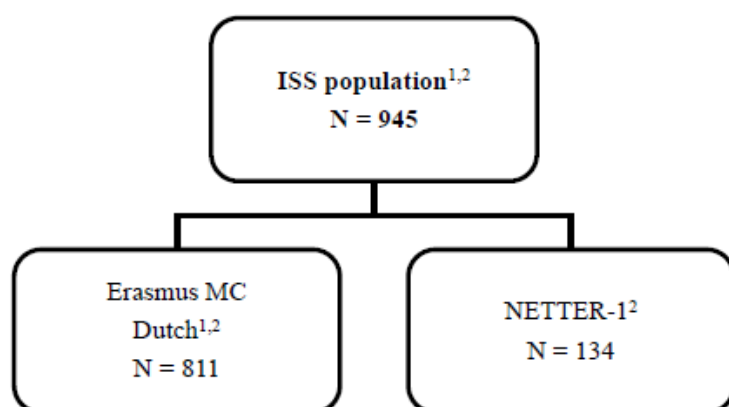 ISS population1,2
N = 945
Erasmus MC
Dutch1,2
N = 811
NETTER-12
N = 134